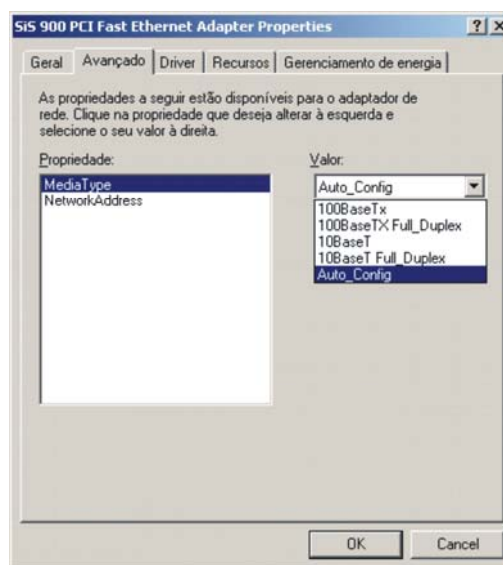 SiS 900 PCI Fast Ethernet Adapter Properties
Geral Avançado Driver Recursos Gerenciamento de energia
As propriedades a seguir estão disponíveis para o adaptador de
rede. Clique na propriedade que deseja alterar à esquerda e
selecione o seu valor à direita.
Propriedade:
MediaType
NetworkAddress
Valor:
Auto_Config
100BaseTx
100BaseTX Full_Duplex
10BaseT
10BaseT Full_Duplex
Auto_Config
OK Cancel